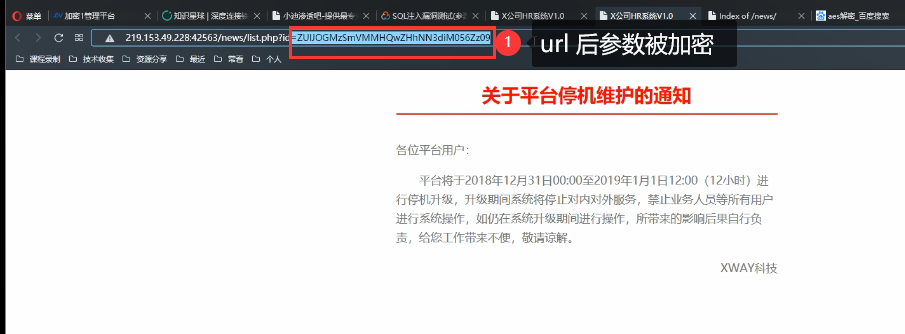 菜单
加密1管理平台
知识星球 | 深度连接
小迪渗透吧-提供最专
SQL注入漏洞测试(参
X公司HR系统V1.0
X公司HR系统V1.0
Index of /news/
aes解密_百度搜索
219.153.49.228:42563/news/list.php?id=ZUIJOGMzSmVMMHQwZHhNN3diM056Zz09
1
url 后参数被加密
课程录制
技术收集
资源分享
最近
常看
个人
关于平台停机维护的通知
各位平台用户：
平台将于2018年12月31日00:00至2019年1月1日12:00（12小时）进
行停机升级，升级期间系统将停止对内对外服务，禁止业务人员等所有用户
进行系统操作，如仍在系统升级期间进行操作，所带来的影响后果自行负
责，给您工作带来不便，敬请谅解。
XWAY科技